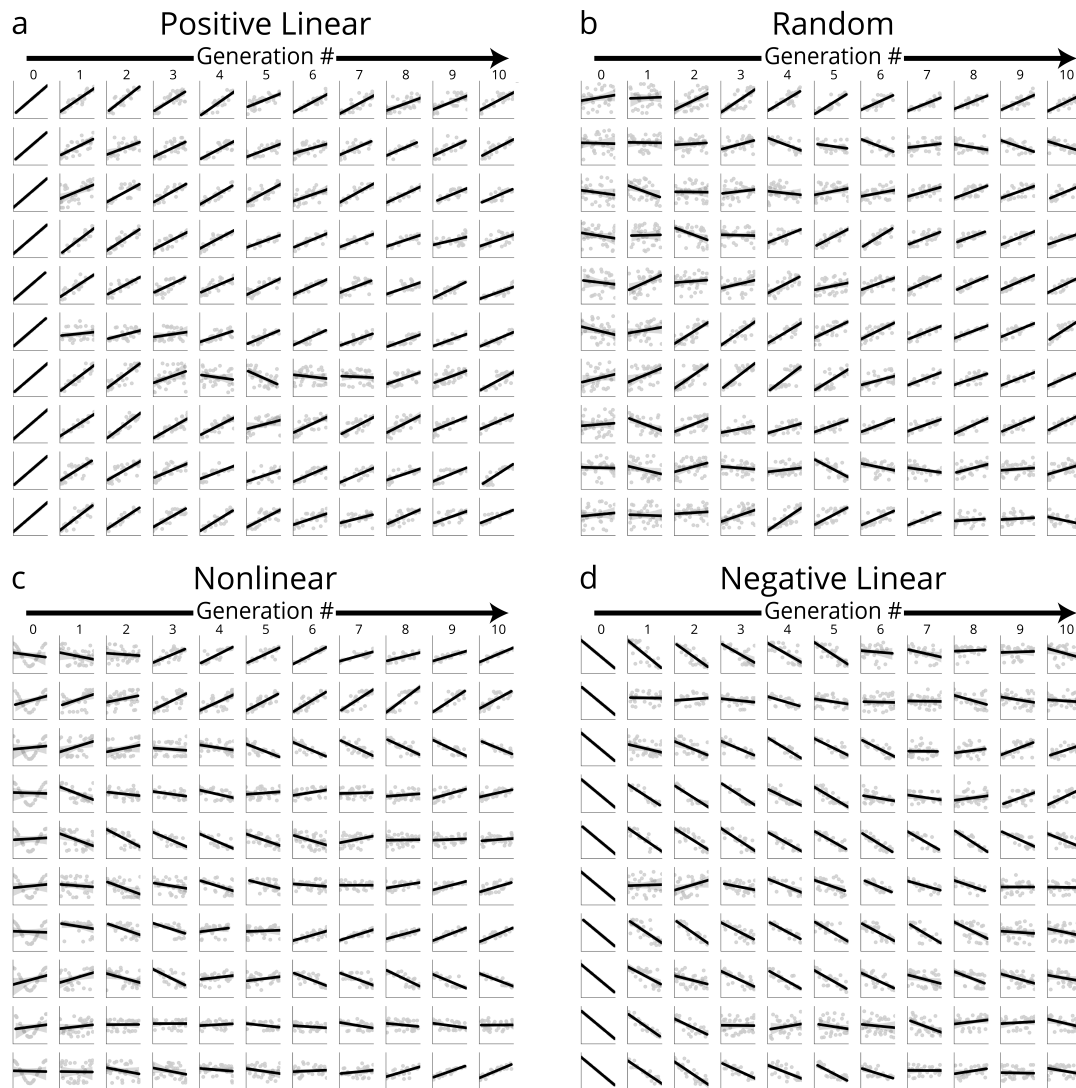 a Positive Linear
Generation #
0 1 2 3 4 5 6 7 8 9 10
b Random
Generation #
0 1 2 3 4 5 6 7 8 9 10
c Nonlinear
Generation #
0 1 2 3 4 5 6 7 8 9 10
d Negative Linear
Generation #
0 1 2 3 4 5 6 7 8 9 10